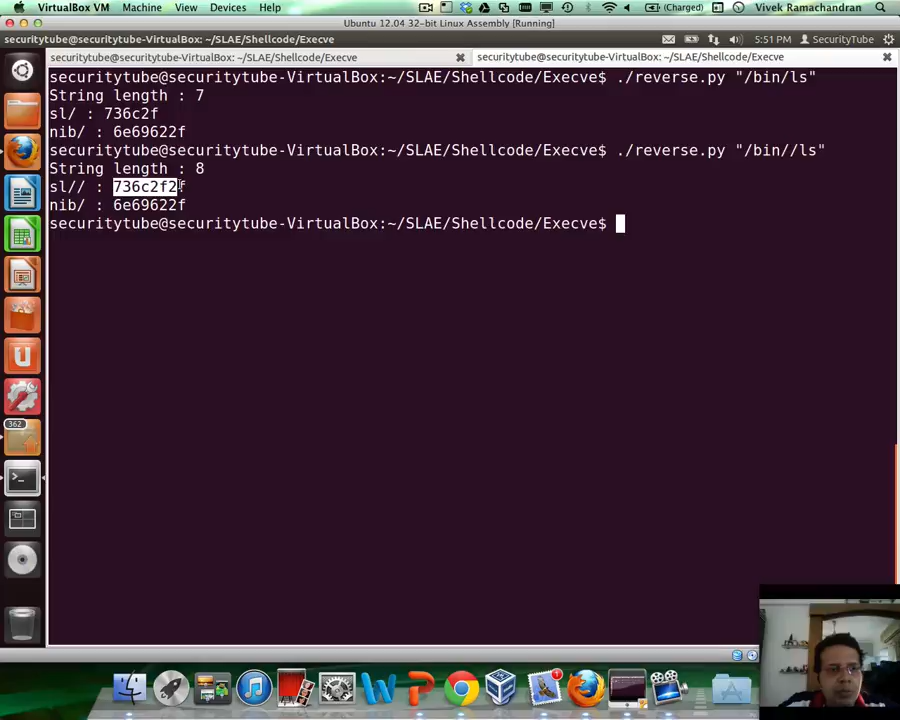 VirtualBox VM Machine View Devices Help (Charged) Vivek Ramachandran
Ubuntu 12.04 32-bit Linux Assembly [Running]
securitytube@securitytube-VirtualBox: ~/SLAE/Shellcode/Execve 5:51 PM SecurityTube
securitytube@securitytube-VirtualBox: ~/SLAE/Shellcode/Execve securitytube@securitytube-VirtualBox: ~/SLAE/Shellcode/Execve
securitytube@securitytube-VirtualBox:~/SLAE/Shellcode/Execve$ ./reverse.py "/bin/ls"
String length : 7
sl/ : 736c2f
nib/ : 6e69622f
securitytube@securitytube-VirtualBox:~/SLAE/Shellcode/Execve$ ./reverse.py "/bin//ls"
String length : 8
sl// : 736c2f2f
nib/ : 6e69622f
securitytube@securitytube-VirtualBox:~/SLAE/Shellcode/Execve$
362